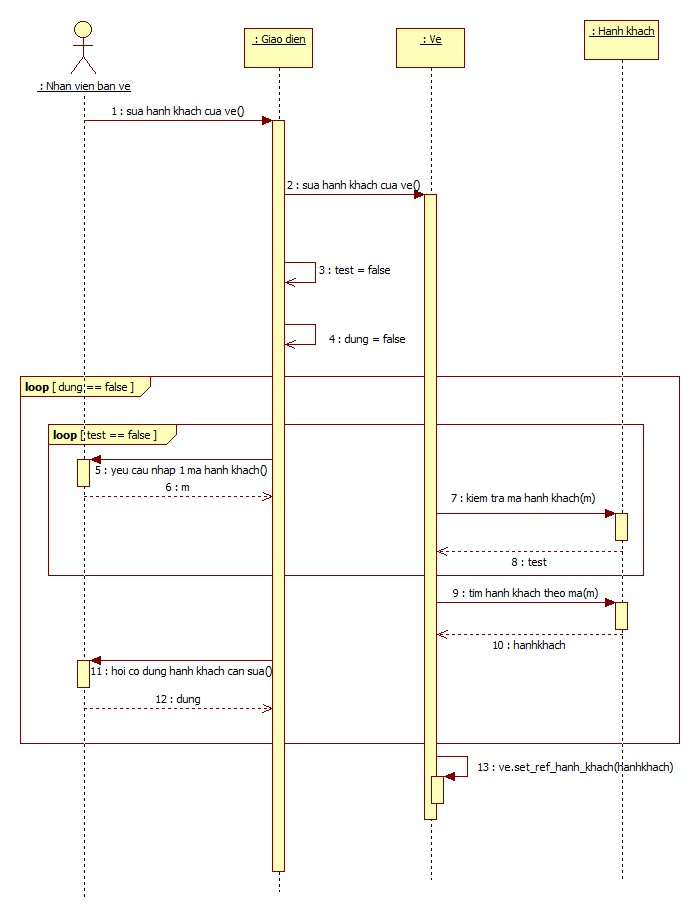 : Giao dien
: Ve
: Hanh khach
: Nhan vien ban ve
1 : sua hanh khach cua ve()
2 : sua hanh khach cua ve()
3 : test = false
4 : dung = false
loop [ dung == false ]
loop [ test == false ]
5 : yeu cau nhap 1 ma hanh khach()
6 : m
7 : kiem tra ma hanh khach(m)
8 : test
9 : tim hanh khach theo ma(m)
10 : hanhkhach
11 : hoi co dung hanh khach can sua()
12 : dung
13 : ve.set_ref_hanh_khach(hanhkhach)